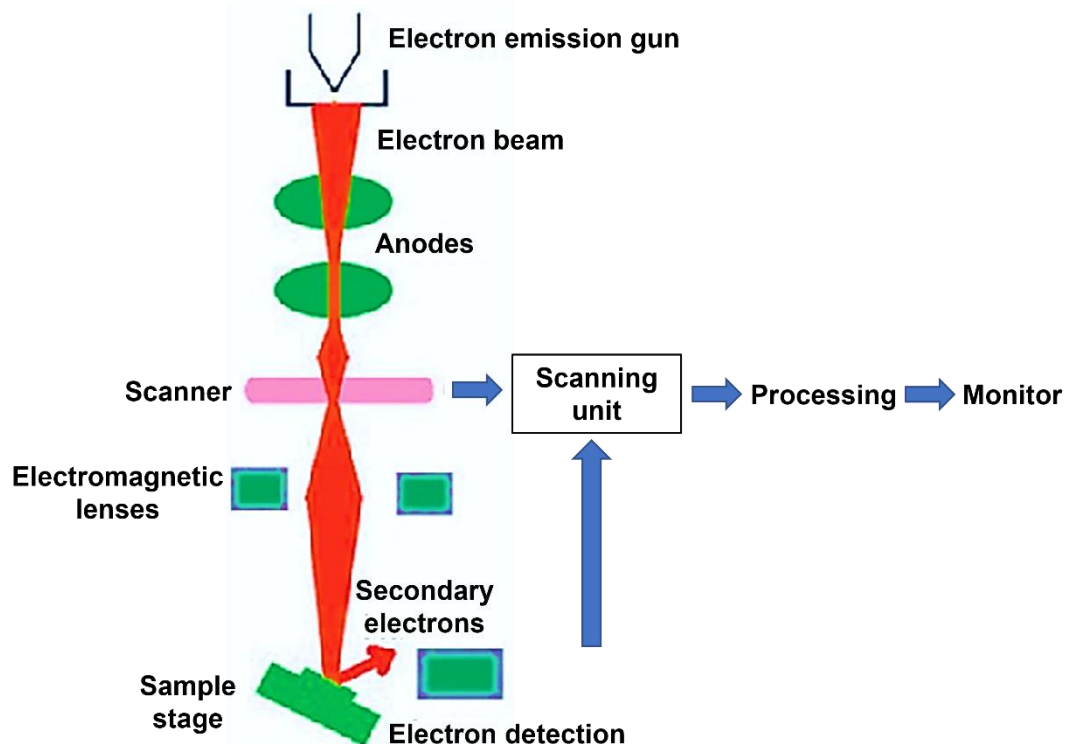 Electron emission gun
Electron beam
Anodes
Scanner
Scanning
unit
Processing
Monitor
Electromagnetic
lenses
Secondary
electrons
Sample
stage
Electron detection